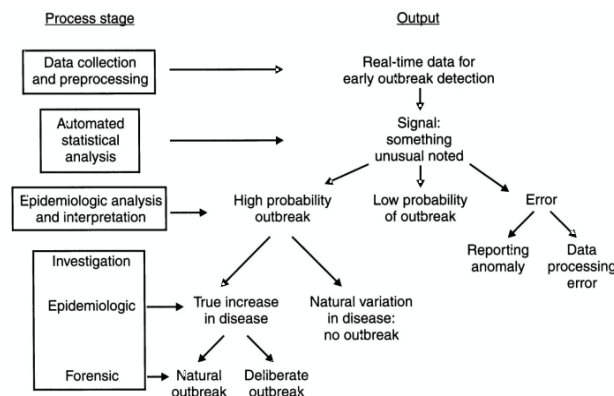 Process stage
Output
Data collection
and preprocessing
Real-time data for
early outbreak detection
Automated
statistical
analysis
Signal:
something
unusual noted
Epidemiologic analysis
and interpretation
High probability
outbreak
Low probability
of outbreak
Error
Reporting
anomaly
Data
processing
error
Investigation
Epidemiologic
True increase
in disease
Natural variation
in disease:
no outbreak
Forensic
Natural
outbreak
Deliberate
outbreak